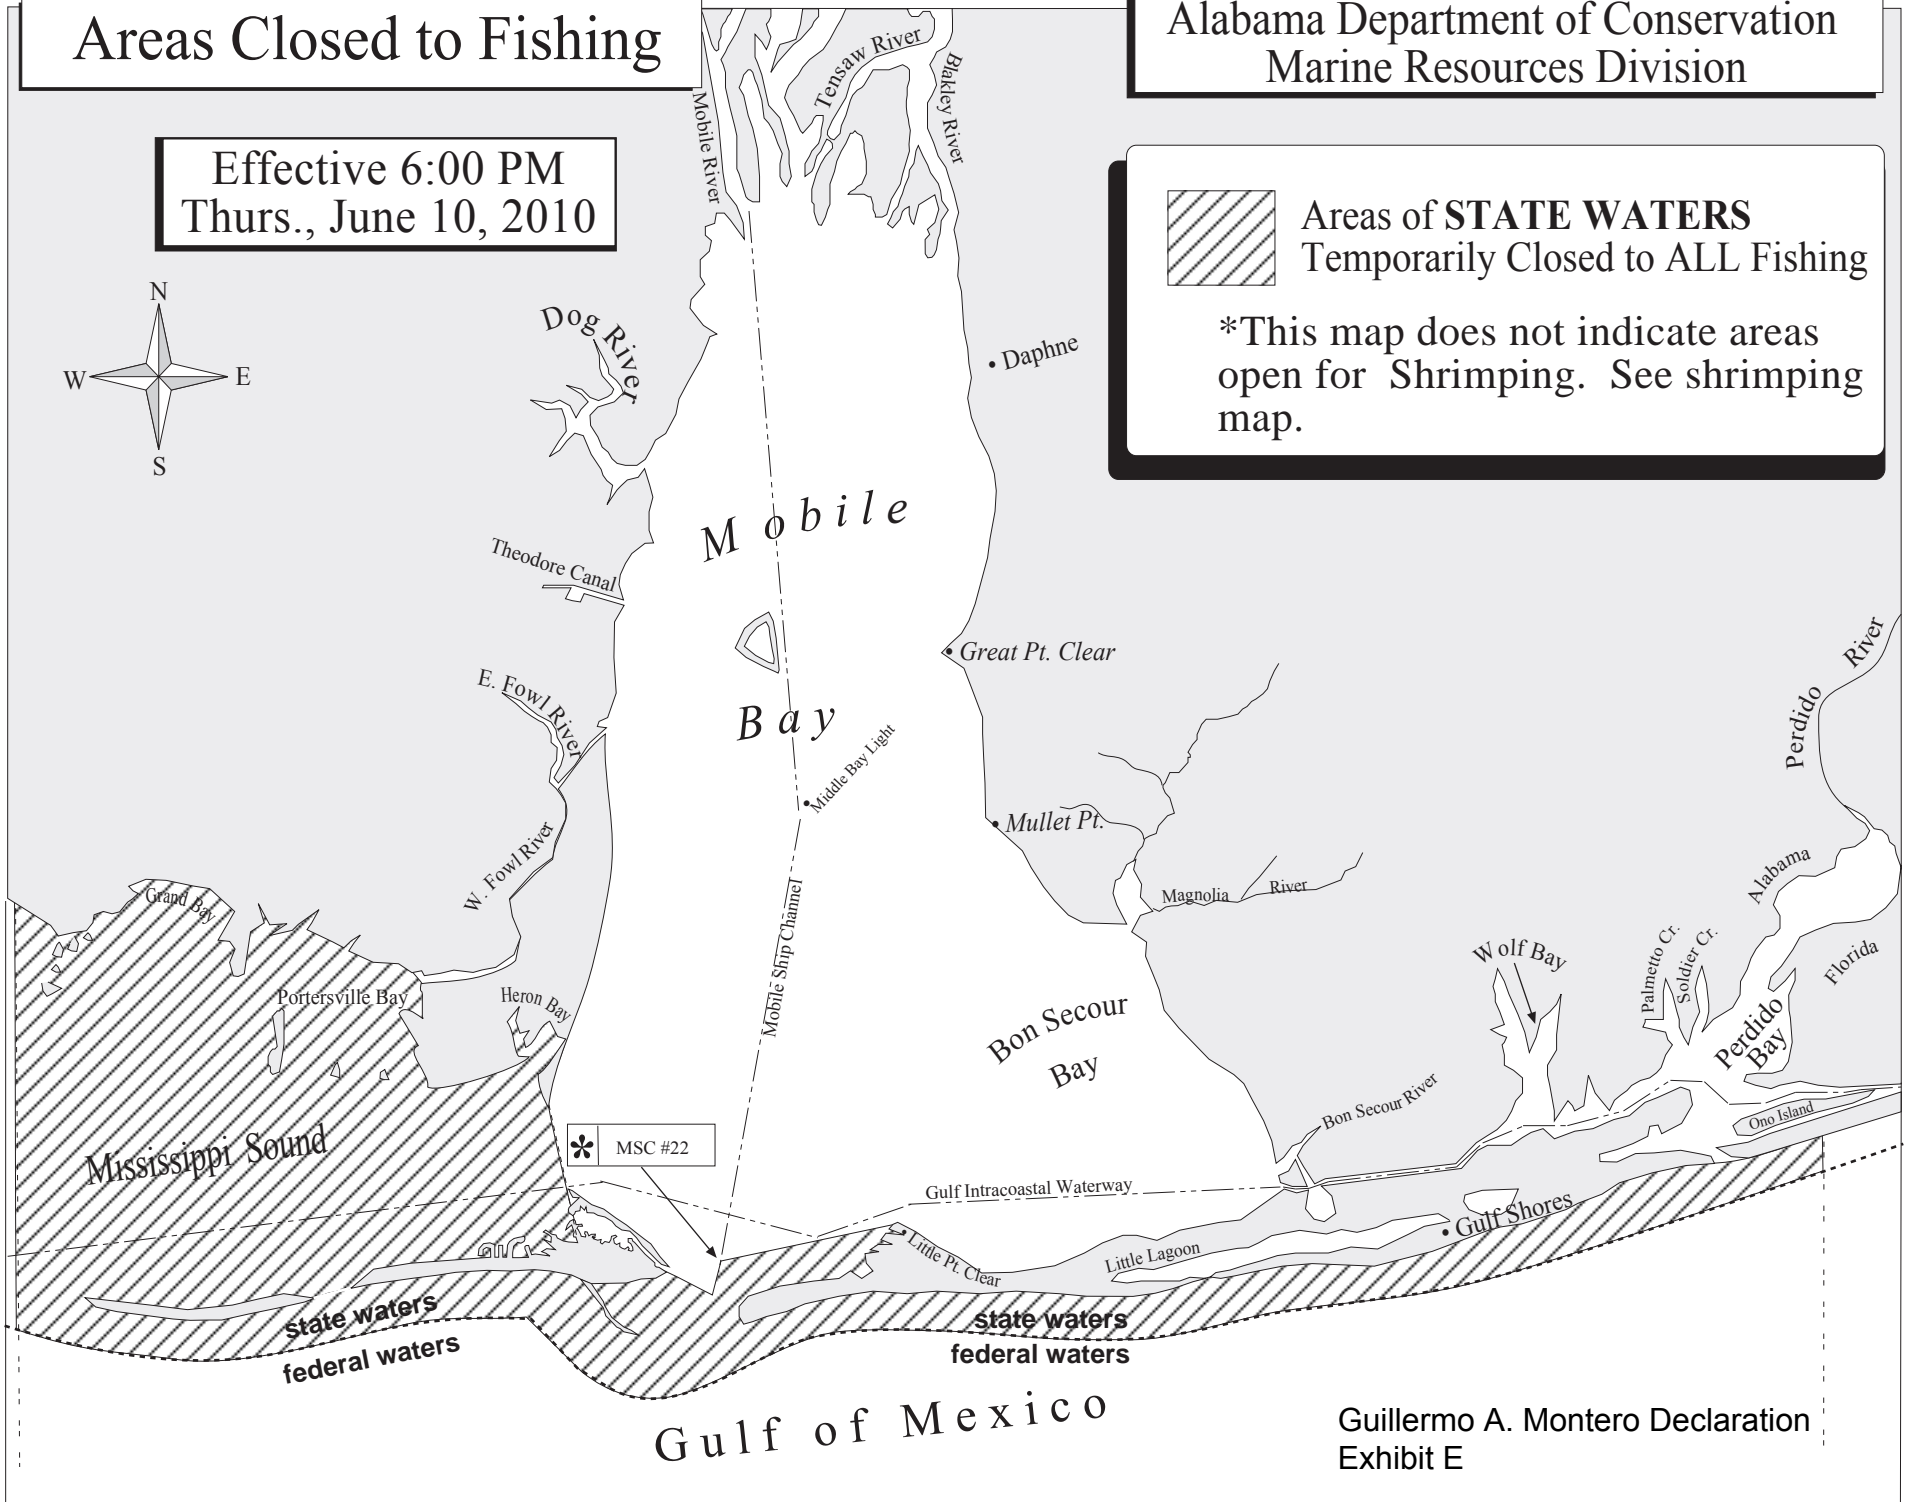 Areas Closed to Fishing
Alabama Department of Conservation
Marine Resources Division
Effective 6:00 PM
Thurs., June 10, 2010
Areas of STATE WATERS
Temporarily Closed to ALL Fishing
*This map does not indicate areas
open for Shrimping. See shrimping
map.
N
W
E
S
Mobile River
Tensaw River
Blakley River
Dog River
Daphne
Theodore Canal
Mobile
Bay
Great Pt. Clear
E. Fowl River
Middle Bay Light
Mullet Pt.
W. Fowl River
Perdido River
Alabama
Florida
Magnolia River
Grand Bay
Portersville Bay
Heron Bay
Mobile Ship Channel
Bon Secour
Bay
Wolf Bay
Palmetto Cr.
Soldier Cr.
Perdido
Bay
Ono Island
Bon Secour River
Mississippi Sound
* MSC #22
Gulf Intracoastal Waterway
Gulf Shores
Little Pt. Clear
Little Lagoon
state waters
federal waters
state waters
federal waters
Gulf of Mexico
Guillermo A. Montero Declaration
Exhibit E